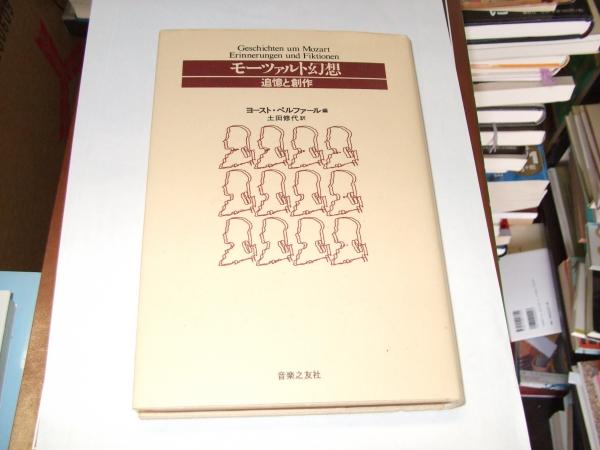 Geschichten um Mozart
Erinnerungen und Fiktionen
モーツァルト幻想
追憶と創作
ヨースト・ペルファール編
土田修代訳
音楽之友社